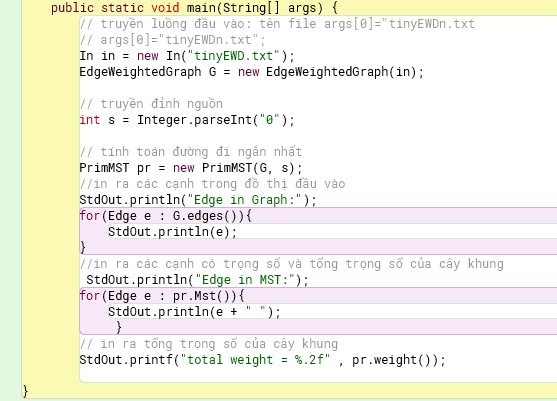 public static void main(String[] args) {
// truyền luồng đầu vào: tên file args[0]="tinyEWD.txt
// args[0]="tinyEWDn.txt";
In in = new In("tinyEWD.txt");
EdgeWeightedGraph G = new EdgeWeightedGraph(in);
// truyền đỉnh nguồn
int s = Integer.parseInt("0");
// tính toán đường đi ngắn nhất
PrimMST pr = new PrimMST(G, s);
//in ra các cạnh trong đồ thị đầu vào
StdOut.println("Edge in Graph:");
for(Edge e : G.edges()){
StdOut.println(e);
}
//in ra các cạnh có trọng số và tổng trọng số của cây khung
StdOut.println("Edge in MST:");
for(Edge e : pr.Mst()){
StdOut.println(e + " ");
}
// in ra tổng trọng số của cây khung
StdOut.printf("total weight = %.2f" , pr.weight());
}